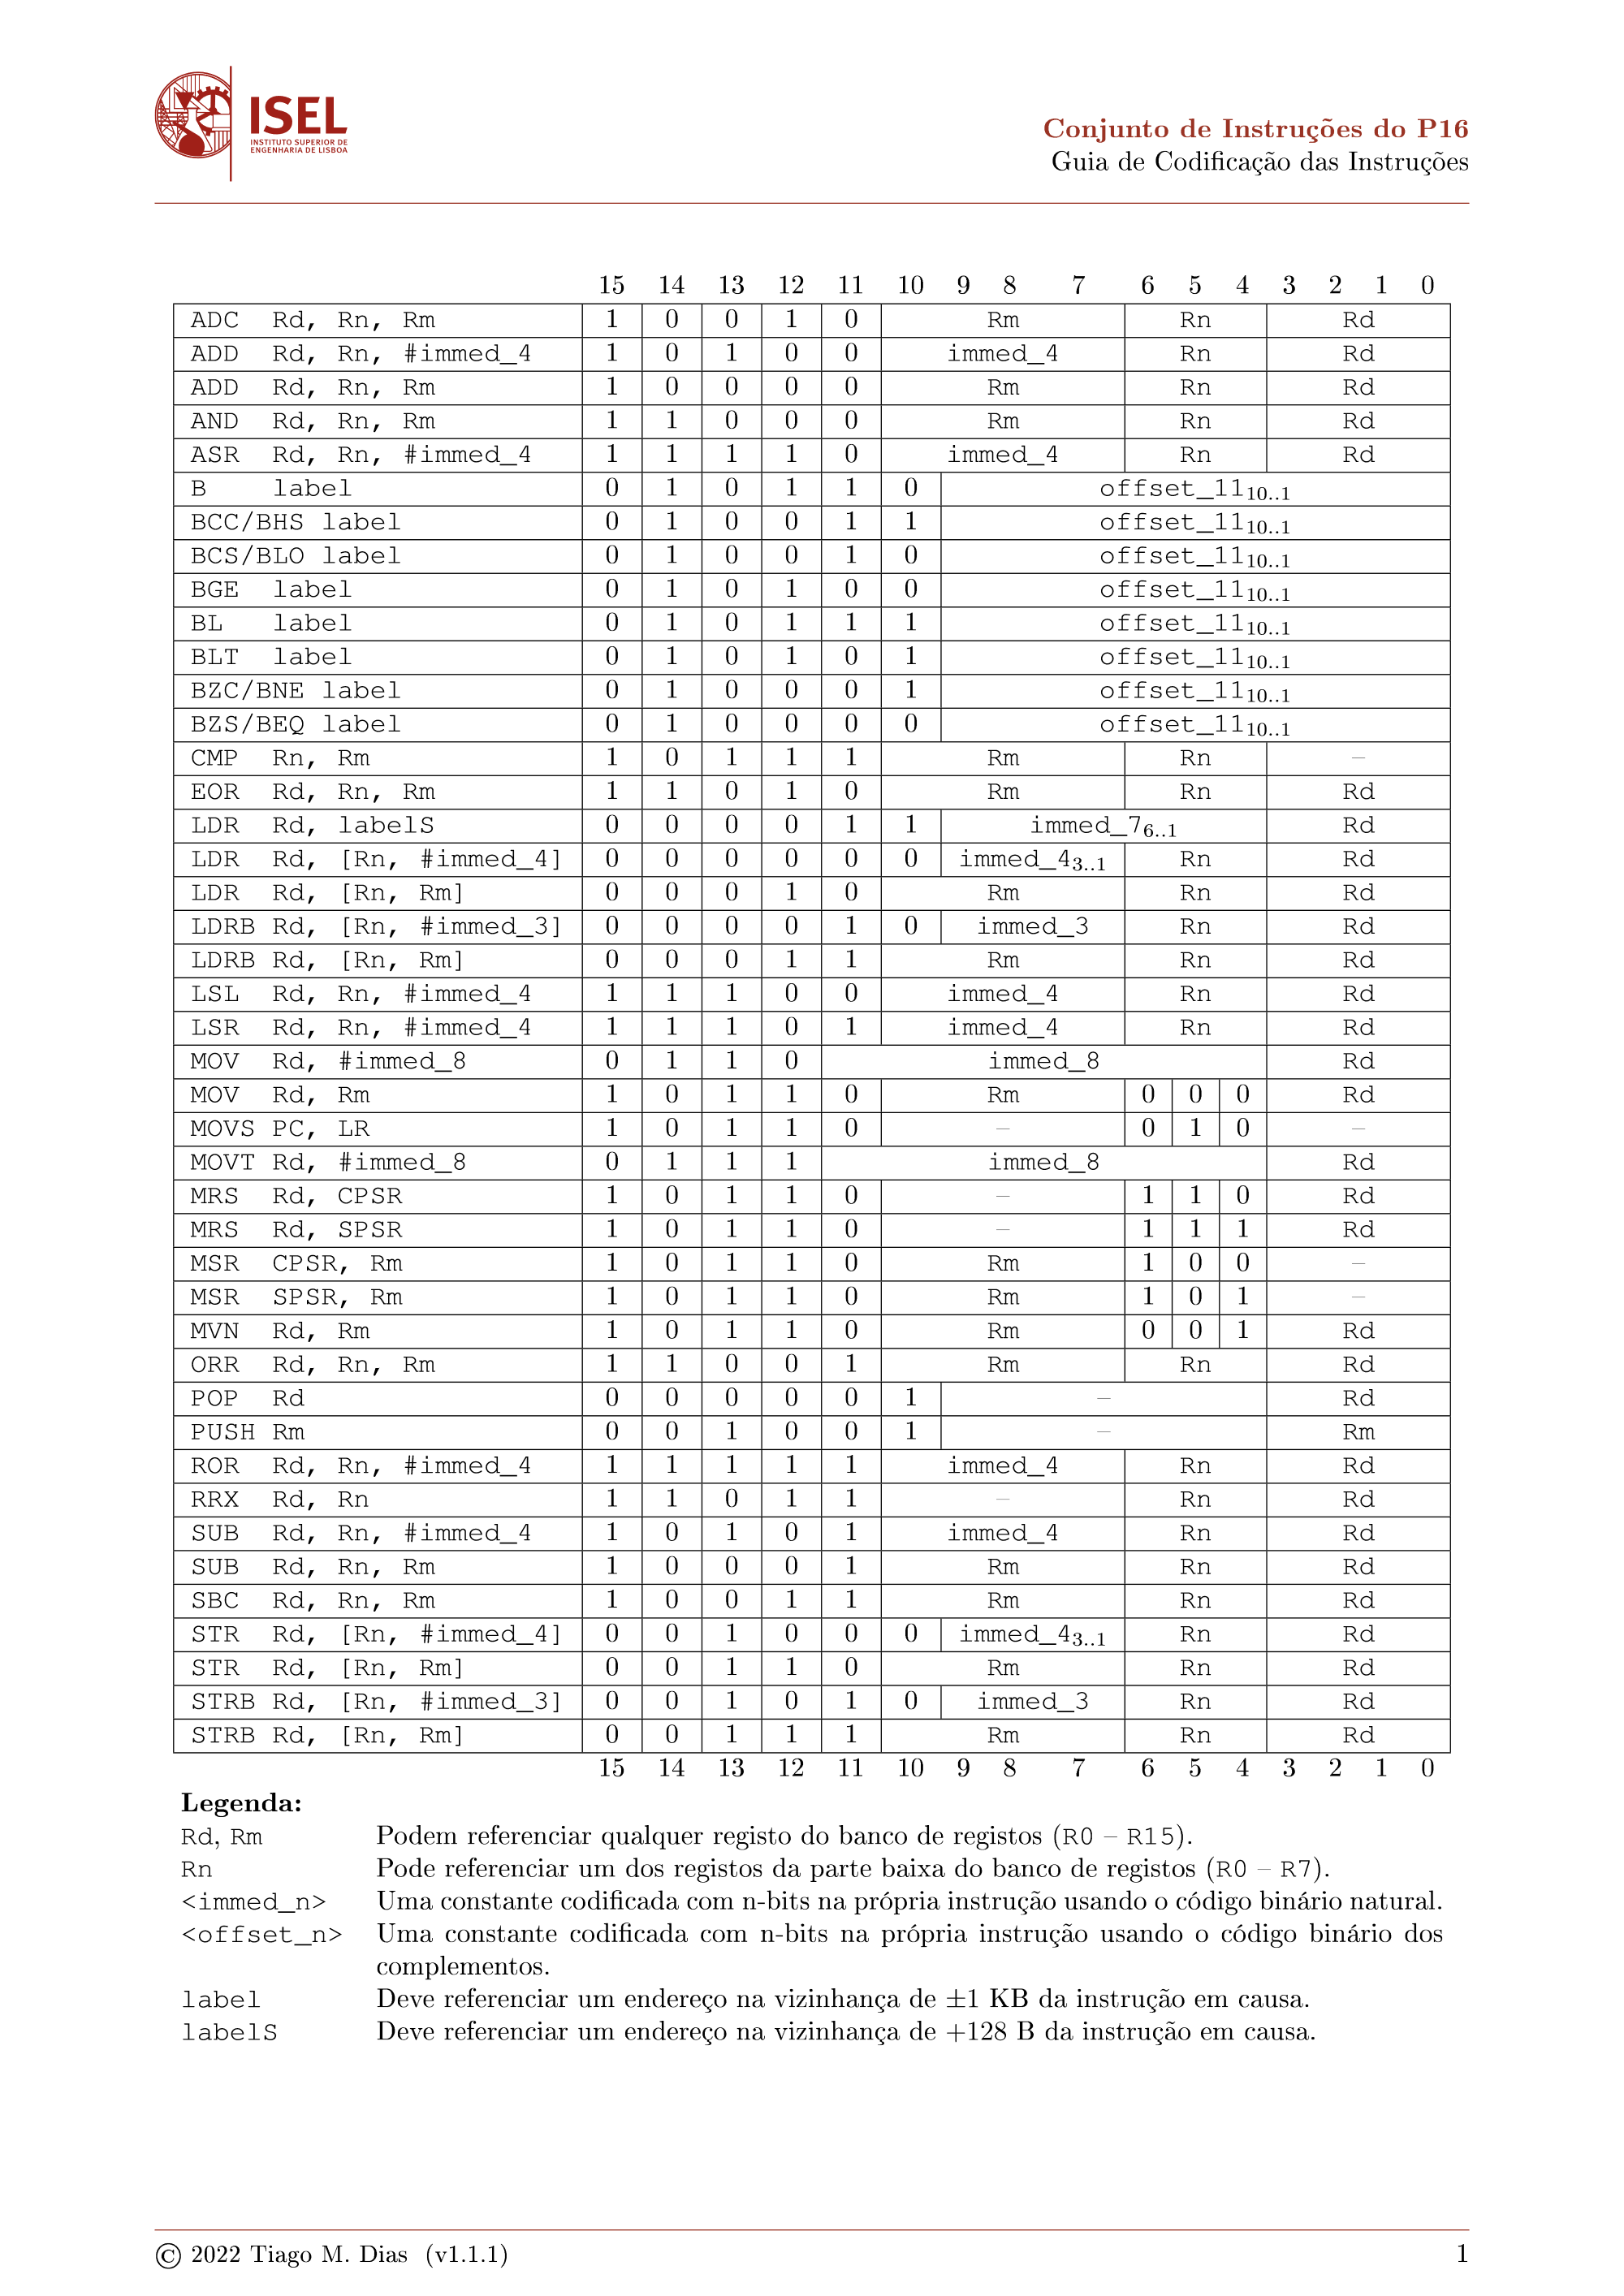 ISEL
INSTITUTO SUPERIOR DE
ENGENHARIA DE LISBOA
Conjunto de Instruções do P16
Guia de Codificação das Instruções
15 14 13 12 11 10 9 8 7 6 5 4 3 2 1 0
ADC Rd, Rn, Rm 1 0 0 1 0 Rm Rn Rd
ADD Rd, Rn, #immed_4 1 0 1 0 0 immed_4 Rn Rd
ADD Rd, Rn, Rm 1 0 0 0 0 Rm Rn Rd
AND Rd, Rn, Rm 1 1 0 0 0 Rm Rn Rd
ASR Rd, Rn, #immed_4 1 1 1 1 0 immed_4 Rn Rd
B label 0 1 0 1 1 0 offset_11₁₀..₁
BCC/BHS label 0 1 0 0 1 1 offset_11₁₀..₁
BCS/BLO label 0 1 0 0 1 0 offset_11₁₀..₁
BGE label 0 1 0 1 0 0 offset_11₁₀..₁
BL label 0 1 0 1 1 1 offset_11₁₀..₁
BLT label 0 1 0 1 0 1 offset_11₁₀..₁
BZC/BNE label 0 1 0 0 0 1 offset_11₁₀..₁
BZS/BEQ label 0 1 0 0 0 0 offset_11₁₀..₁
CMP Rn, Rm 1 0 1 1 1 Rm Rn –
EOR Rd, Rn, Rm 1 1 0 1 0 Rm Rn Rd
LDR Rd, labelS 0 0 0 0 1 1 immed_7₆..₁ Rd
LDR Rd, [Rn, #immed_4] 0 0 0 0 0 0 immed_4₃..₁ Rn Rd
LDR Rd, [Rn, Rm] 0 0 0 1 0 Rm Rn Rd
LDRB Rd, [Rn, #immed_3] 0 0 0 0 1 0 immed_3 Rn Rd
LDRB Rd, [Rn, Rm] 0 0 0 1 1 Rm Rn Rd
LSL Rd, Rn, #immed_4 1 1 1 0 0 immed_4 Rn Rd
LSR Rd, Rn, #immed_4 1 1 1 0 1 immed_4 Rn Rd
MOV Rd, #immed_8 0 1 1 0 immed_8 Rd
MOV Rd, Rm 1 0 1 1 0 Rm 0 0 0 Rd
MOVS PC, LR 1 0 1 1 0 – 0 1 0 –
MOVT Rd, #immed_8 0 1 1 1 immed_8 Rd
MRS Rd, CPSR 1 0 1 1 0 – 1 1 0 Rd
MRS Rd, SPSR 1 0 1 1 0 – 1 1 1 Rd
MSR CPSR, Rm 1 0 1 1 0 Rm 1 0 0 –
MSR SPSR, Rm 1 0 1 1 0 Rm 1 0 1 –
MVN Rd, Rm 1 0 1 1 0 Rm 0 0 1 Rd
ORR Rd, Rn, Rm 1 1 0 0 1 Rm Rn Rd
POP Rd 0 0 0 0 0 1 – Rd
PUSH Rm 0 0 1 0 0 1 – Rm
ROR Rd, Rn, #immed_4 1 1 1 1 1 immed_4 Rn Rd
RRX Rd, Rn 1 1 0 1 1 – Rn Rd
SUB Rd, Rn, #immed_4 1 0 1 0 1 immed_4 Rn Rd
SUB Rd, Rn, Rm 1 0 0 0 1 Rm Rn Rd
SBC Rd, Rn, Rm 1 0 0 1 1 Rm Rn Rd
STR Rd, [Rn, #immed_4] 0 0 1 0 0 0 immed_4₃..₁ Rn Rd
STR Rd, [Rn, Rm] 0 0 1 1 0 Rm Rn Rd
STRB Rd, [Rn, #immed_3] 0 0 1 0 1 0 immed_3 Rn Rd
STRB Rd, [Rn, Rm] 0 0 1 1 1 Rm Rn Rd
15 14 13 12 11 10 9 8 7 6 5 4 3 2 1 0
Legenda:
Rd, Rm Podem referenciar qualquer registo do banco de registos (R0 – R15).
Rn Pode referenciar um dos registos da parte baixa do banco de registos (R0 – R7).
<immed_n> Uma constante codificada com n-bits na própria instrução usando o código binário natural.
<offset_n> Uma constante codificada com n-bits na própria instrução usando o código binário dos
complementos.
label Deve referenciar um endereço na vizinhança de ±1 KB da instrução em causa.
labelS Deve referenciar um endereço na vizinhança de +128 B da instrução em causa.
© 2022 Tiago M. Dias (v1.1.1) 1